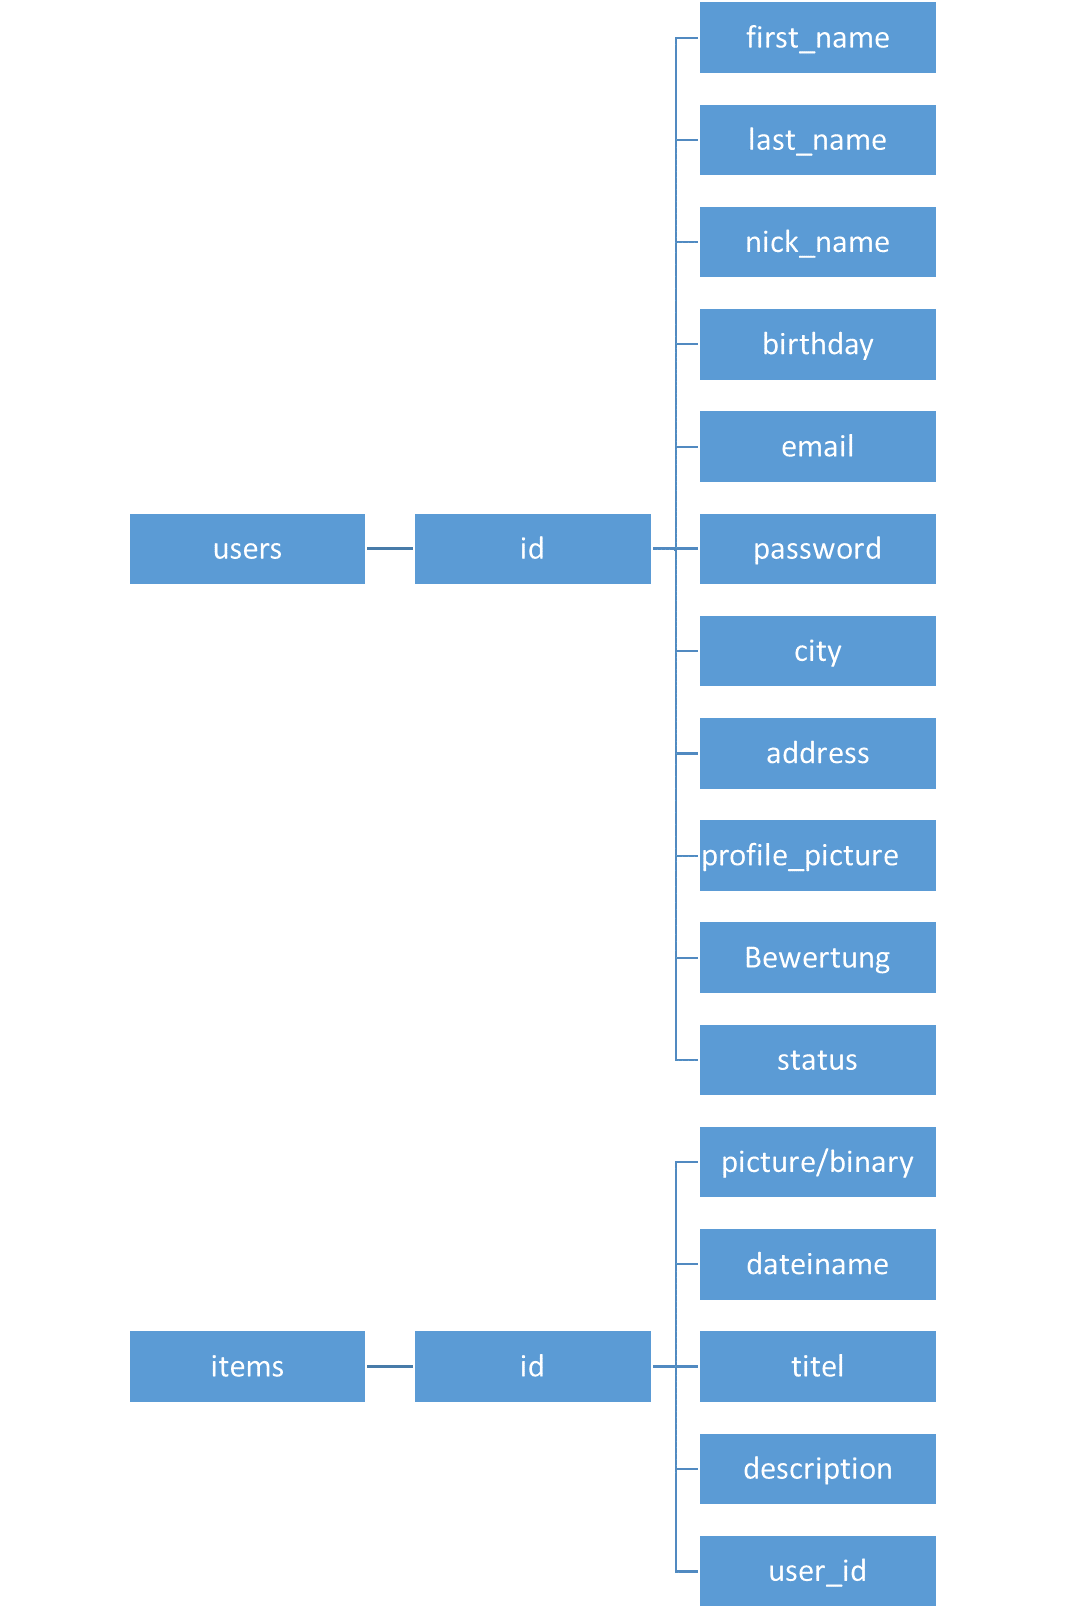 first_name
last_name
nick_name
birthday
email
users
id
password
city
address
profile_picture
Bewertung
status
picture/binary
dateiname
items
id
titel
description
user_id